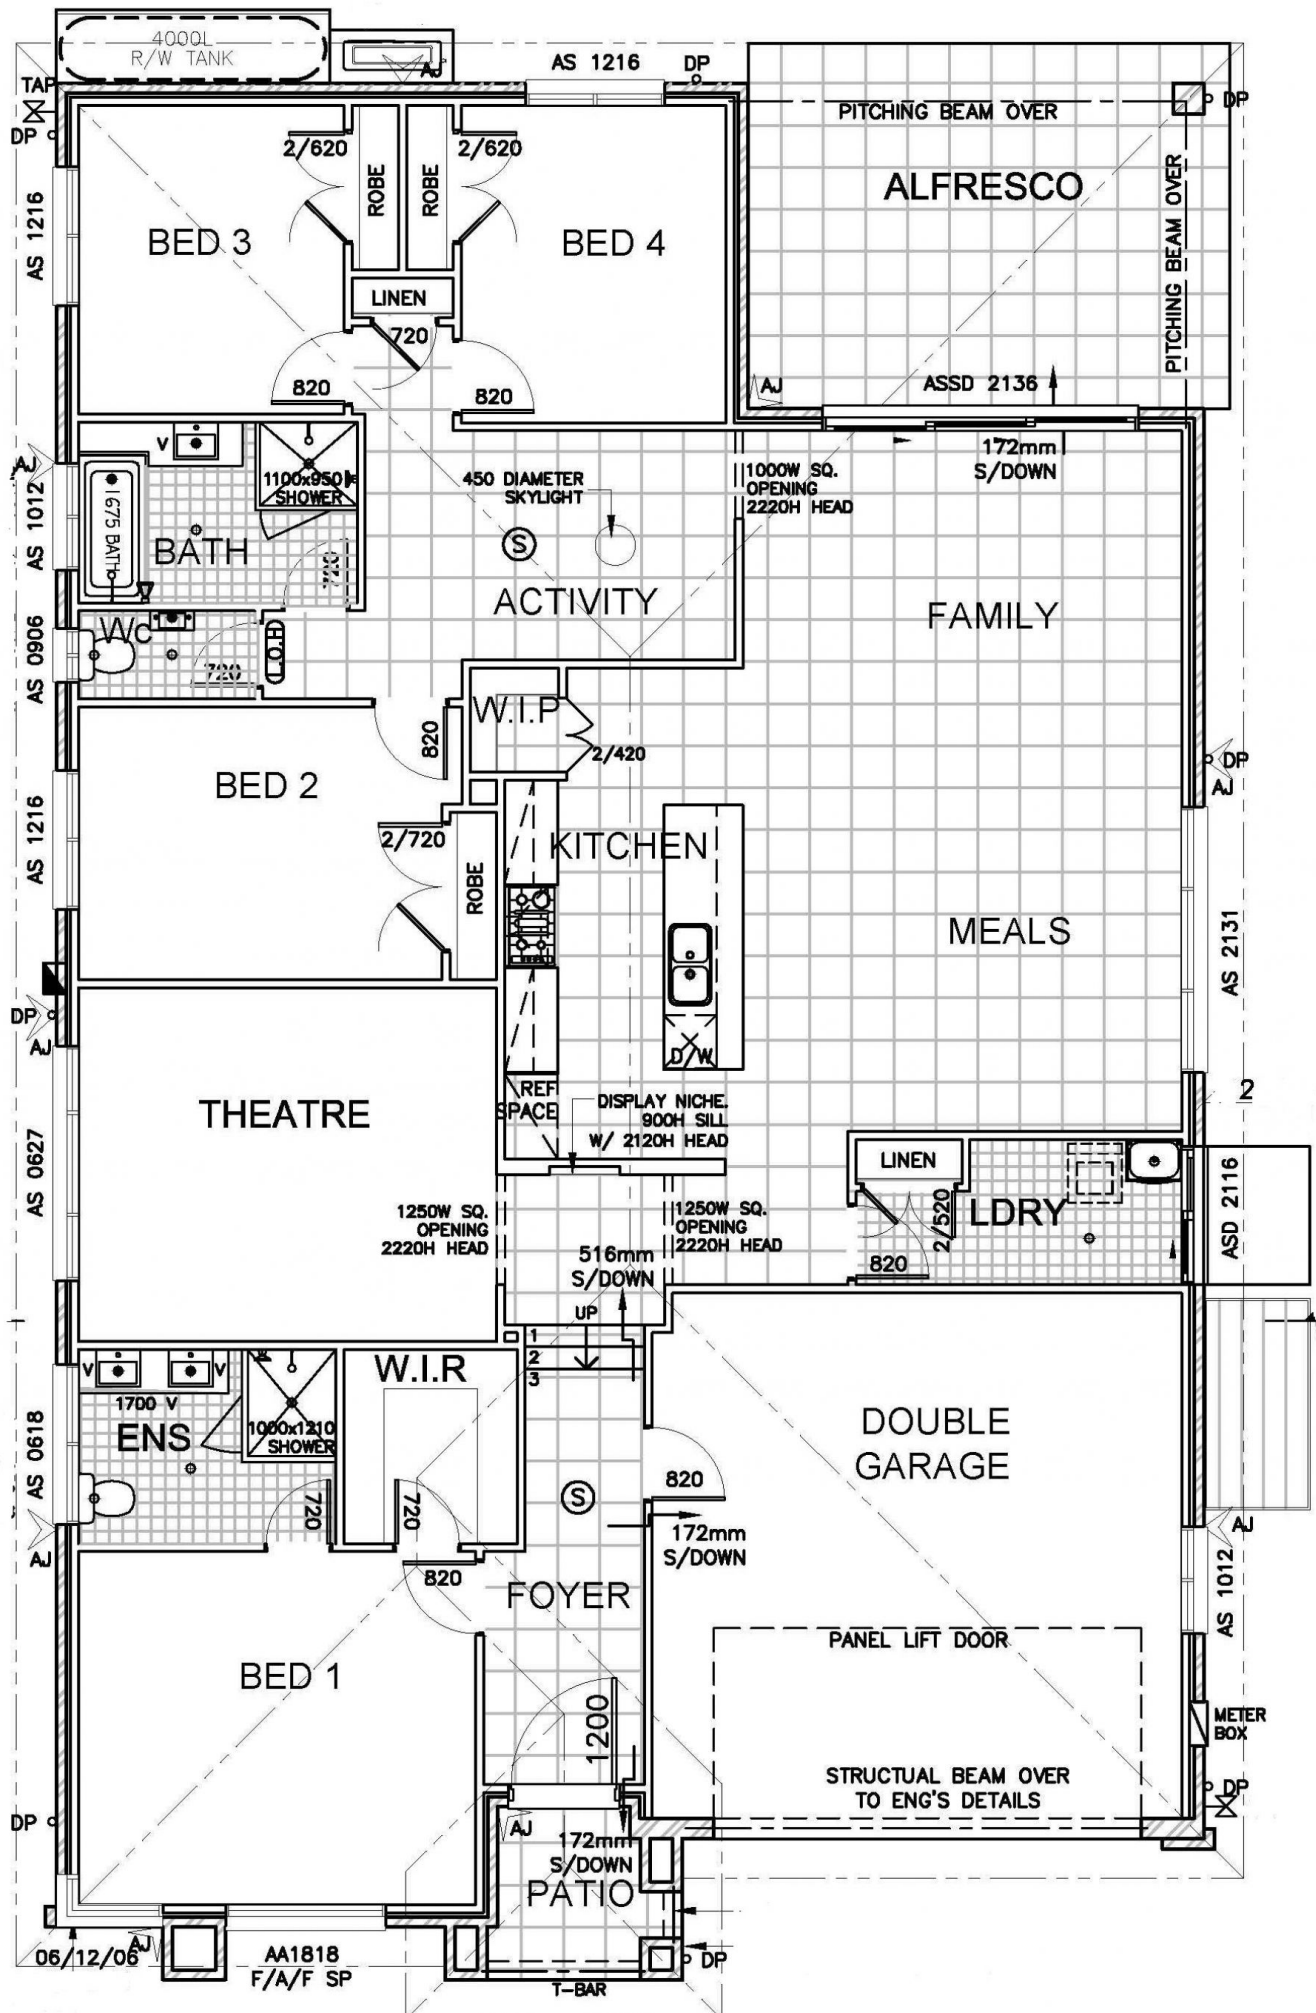 4000L
R/W TANK
AJ
AS 1216
DP
TAP
DP
PITCHING BEAM OVER
DP
2/620
2/620
ROBE
ROBE
ALFRESCO
PITCHING BEAM OVER
AS 1216
BED 3
BED 4
LINEN
720
820
820
AJ
ASSD 2136
172mm
S/DOWN
V
AJ
1100x950
SHOWER
450 DIAMETER
SKYLIGHT
1000W SQ.
OPENING
2220H HEAD
AS 1012
1675 BATH
BATH
720
S
ACTIVITY
FAMILY
WC
L.O.H
AS 0906
720
W.I.P
2/420
820
DP
AJ
BED 2
AS 1216
2/720
ROBE
KITCHEN
MEALS
AS 2131
DP
AJ
D/W
REF
SPACE
DISPLAY NICHE.
900H SILL
W/ 2120H HEAD
2
THEATRE
AS 0627
LINEN
2/520
LDRY
ASD 2116
1250W SQ.
OPENING
2220H HEAD
1250W SQ.
OPENING
2220H HEAD
820
516mm
S/DOWN
UP
1
2
3
V
V
1700 V
W.I.R
ENS
1000x1210
SHOWER
AS 0618
DOUBLE
GARAGE
720
720
S
820
172mm
S/DOWN
AJ
AJ
AS 1012
820
FOYER
BED 1
PANEL LIFT DOOR
1200
METER
BOX
STRUCTUAL BEAM OVER
TO ENG'S DETAILS
DP
DP
AJ
172mm
S/DOWN
PATIO
06/12/06
AJ
AA1818
F/A/F SP
T-BAR
DP